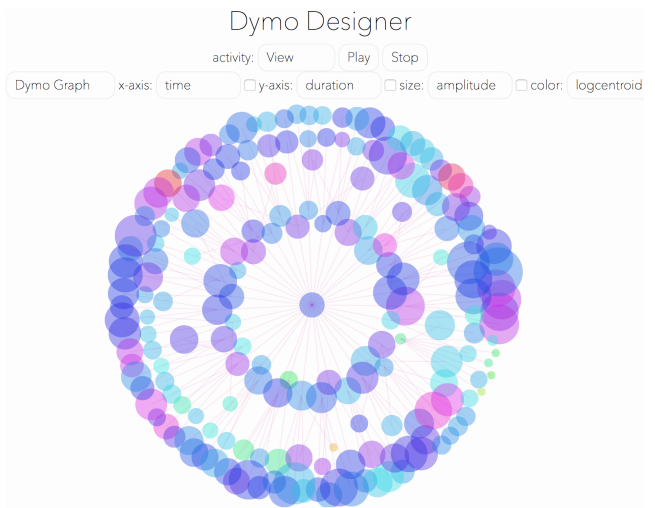 Dymo Designer
activity: View Play Stop
Dymo Graph x-axis: time y-axis: duration size: amplitude color: logcentroid